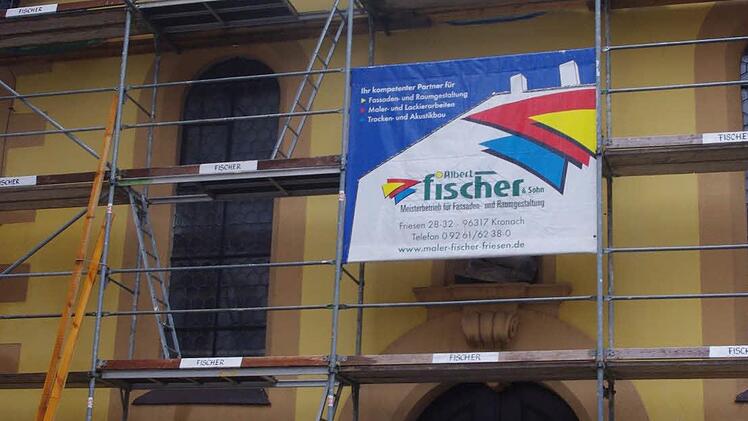 FISCHER
Ihr kompetenter Partner für
Fassaden- und Raumgestaltung
Maler- und Lackierarbeiten
Trocken- und Akustikbau
FISCHER
FISCHER
FISCHER
Albert
fischer
& Sohn
Meisterbetrieb für Fassaden- und Raumgestaltung
Friesen 28-32 - 96317 Kronach
Telefon 0 92 61/62 38-0
www.maler-fischer-friesen.de
FISCHER
FISCHER
FISCHER